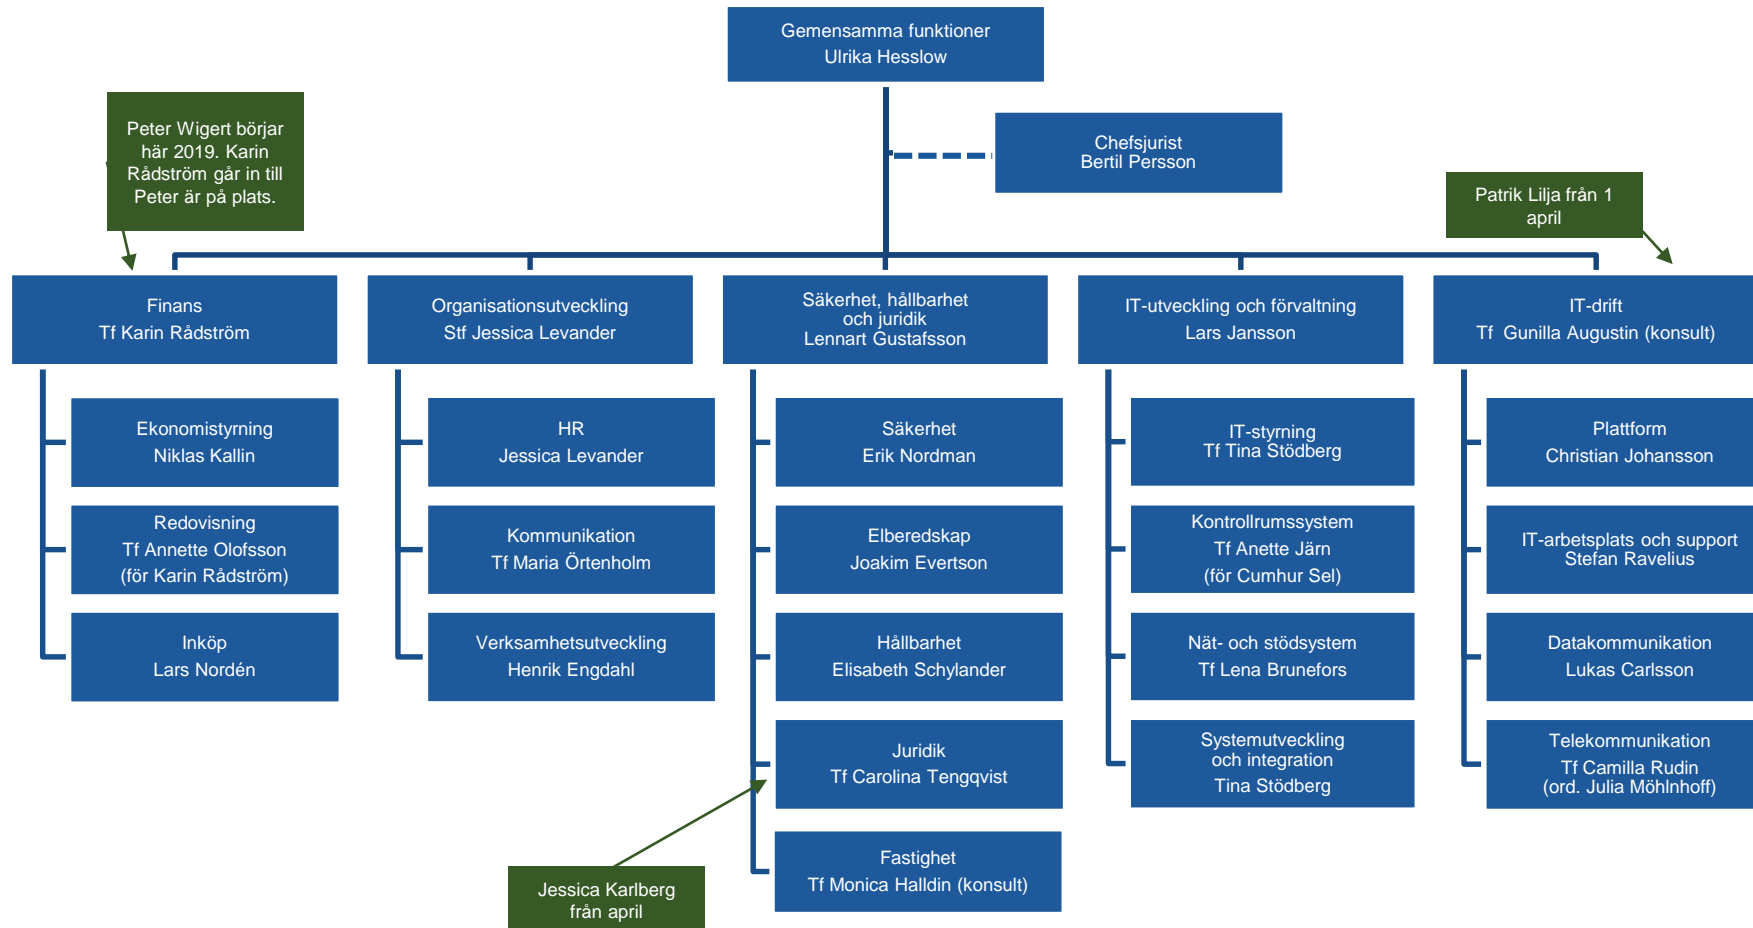 Gemensamma funktioner
Ulrika Hesslow
Peter Wigert börjar
här 2019. Karin
Rådström går in till
Peter är på plats.
Chefsjurist
Bertil Persson
Patrik Lilja från 1
april
Finans
Tf Karin Rådström
Organisationsutveckling
Stf Jessica Levander
Säkerhet, hållbarhet
och juridik
Lennart Gustafsson
IT-utveckling och förvaltning
Lars Jansson
IT-drift
Tf  Gunilla Augustin (konsult)
Ekonomistyrning
Niklas Kallin
Redovisning
Tf Annette Olofsson
(för Karin Rådström)
Inköp
Lars Nordén
HR
Jessica Levander
Kommunikation
Tf Maria Örtenholm
Verksamhetsutveckling
Henrik Engdahl
Säkerhet
Erik Nordman
Elberedskap
Joakim Evertson
Hållbarhet
Elisabeth Schylander
Juridik
Tf Carolina Tengqvist
Fastighet
Tf Monica Halldin (konsult)
Jessica Karlberg
från april
IT-styrning
Tf Tina Stödberg
Kontrollrumssystem
Tf Anette Järn
(för Cumhur Sel)
Nät- och stödsystem
Tf Lena Brunefors
Systemutveckling
och integration
Tina Stödberg
Plattform
Christian Johansson
IT-arbetsplats och support
Stefan Ravelius
Datakommunikation
Lukas Carlsson
Telekommunikation
Tf Camilla Rudin
(ord. Julia Möhlnhoff)